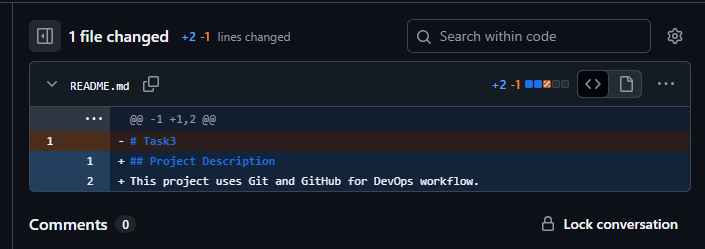 1 file changed +2 -1 lines changed Search within code
README.md +2 -1
@@ -1 +1,2 @@
1 - # Task3
1 + ## Project Description
2 + This project uses Git and GitHub for DevOps workflow.
Comments 0 Lock conversation